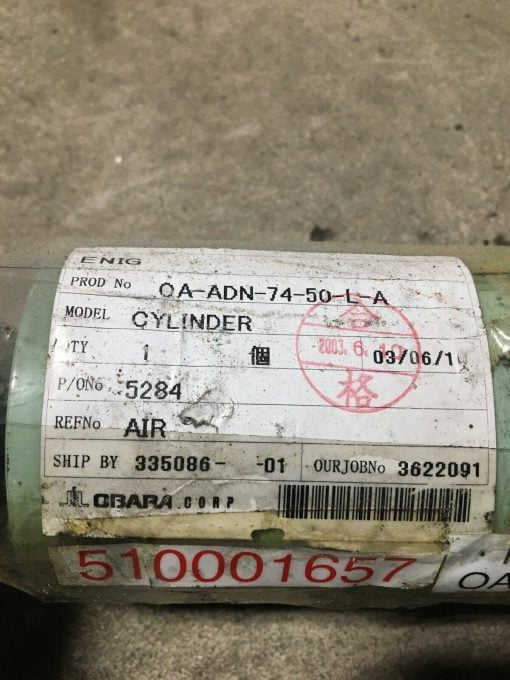 ENIG
PROD No OA-ADN-74-50-L-A
MODEL CYLINDER
QTY 1 個 03/06/1
合 2003.6.10 格
P/ONo 5284
REFNo AIR
SHIP BY 335086- -01 OURJOBNo 3622091
OBARA.CORP
510001657
OA